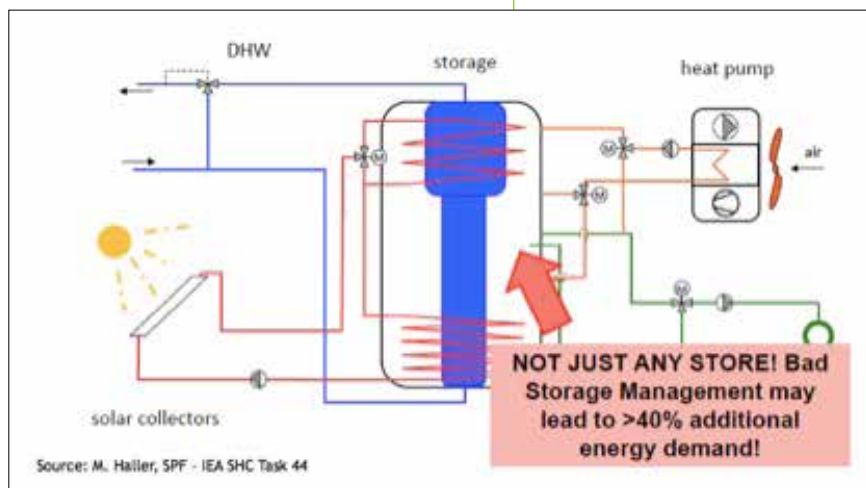 DHW
storage
heat pump
M
M
air
M
M
NOT JUST ANY STORE! Bad
Storage Management may
lead to >40% additional
energy demand!
solar collectors
Source: M. Haller, SPF - IEA SHC Task 44